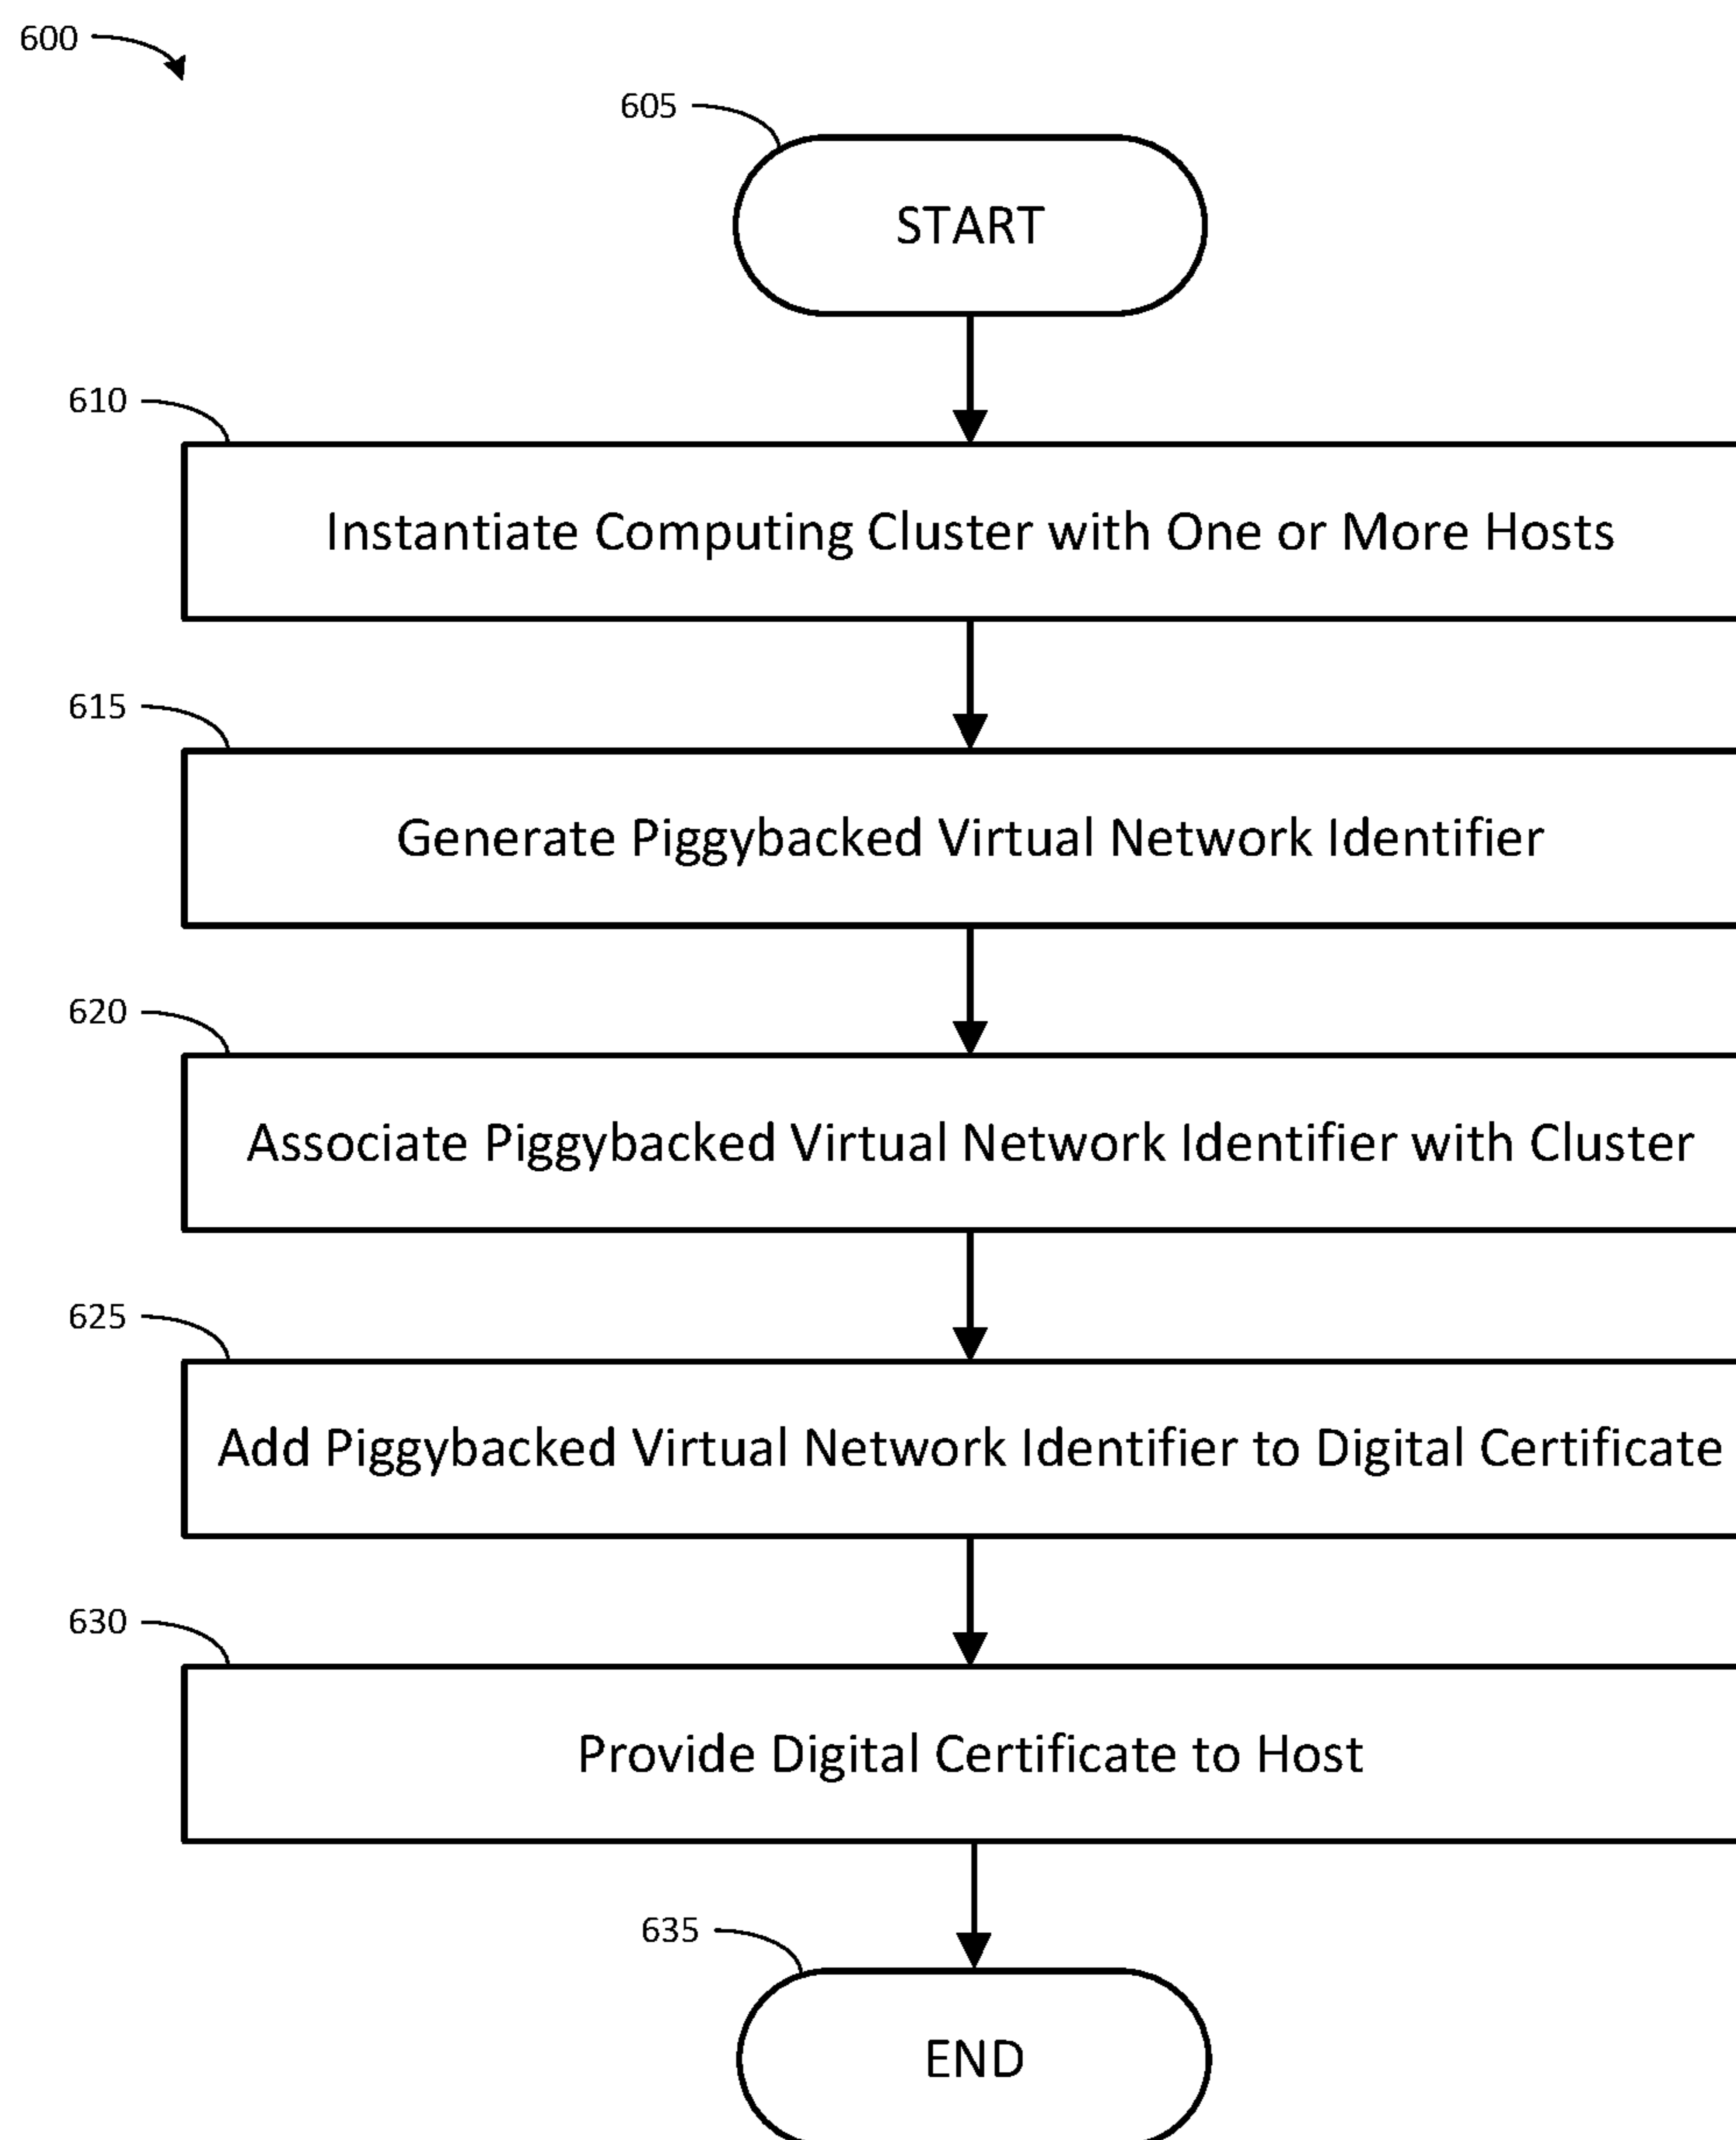 600
605
START
610
Instantiate Computing Cluster with One or More Hosts
615
Generate Piggybacked Virtual Network Identifier
620
Associate Piggybacked Virtual Network Identifier with Cluster
625
Add Piggybacked Virtual Network Identifier to Digital Certificate
630
Provide Digital Certificate to Host
635
END